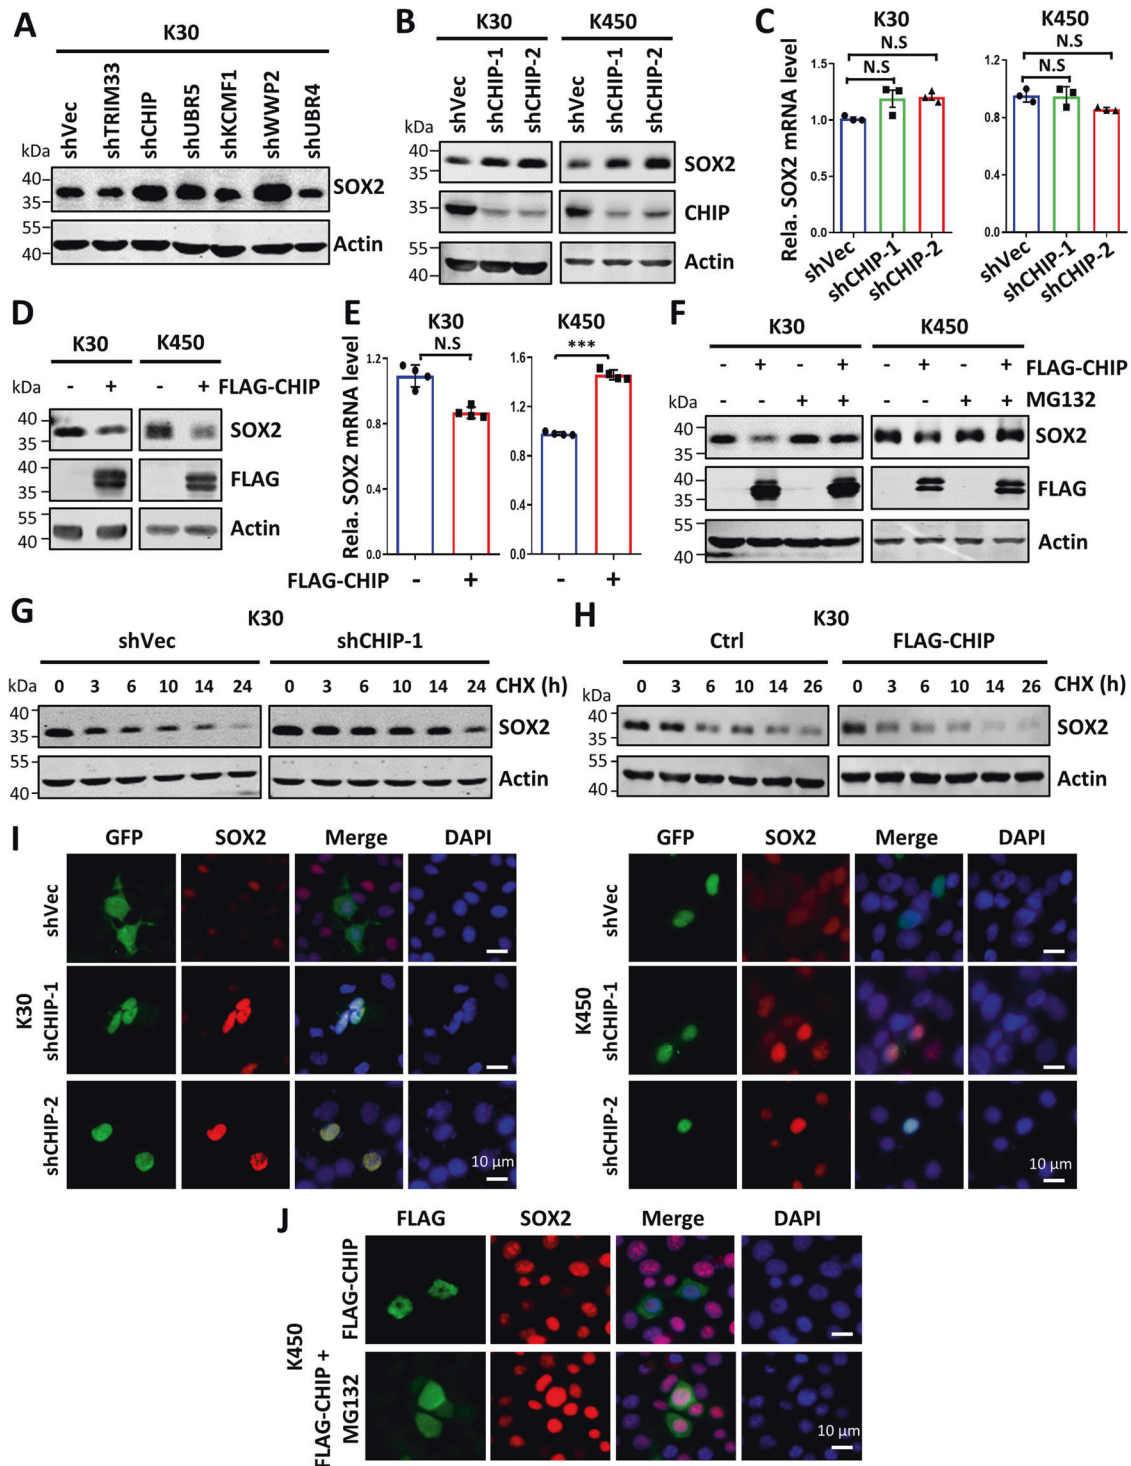 A
K30
shVec
shTRIM33
shCHIP
shUBR5
shKCMF1
shWWP2
shUBR4
kDa
40
35
SOX2
55
40
Actin
B
K30 K450
shVec
shCHIP-1
shCHIP-2
shVec
shCHIP-1
shCHIP-2
kDa
40
35
SOX2
35
CHIP
55
40
Actin
C
K30 K450
Rela. SOX2 mRNA level
N.S
N.S
1.5
1.0
0.5
0.0
shVec
shCHIP-1
shCHIP-2
N.S
N.S
1.2
0.8
0.4
0.0
shVec
shCHIP-1
shCHIP-2
D
K30 K450
kDa - + - + FLAG-CHIP
40
35
SOX2
40
35
FLAG
55
40
Actin
E
K30 K450
Rela. SOX2 mRNA level
N.S
1.2
0.8
0.4
0.0
***
1.6
1.2
0.8
0.4
0.0
FLAG-CHIP - + - +
F
K30 K450
- + - + - + - + FLAG-CHIP
kDa - - + + - - + + MG132
40
35
SOX2
40
35
FLAG
55
40
Actin
G
K30
shVec shCHIP-1
kDa 0 3 6 10 14 24 0 3 6 10 14 24 CHX (h)
40
35
SOX2
55
40
Actin
H
K30
Ctrl FLAG-CHIP
kDa 0 3 6 10 14 26 0 3 6 10 14 26 CHX (h)
40
35
SOX2
55
40
Actin
I
GFP SOX2 Merge DAPI
K30
shVec
shCHIP-1
shCHIP-2
10 µm
GFP SOX2 Merge DAPI
K450
shVec
shCHIP-1
shCHIP-2
10 µm
J
FLAG SOX2 Merge DAPI
K450
FLAG-CHIP
FLAG-CHIP +
MG132
10 µm